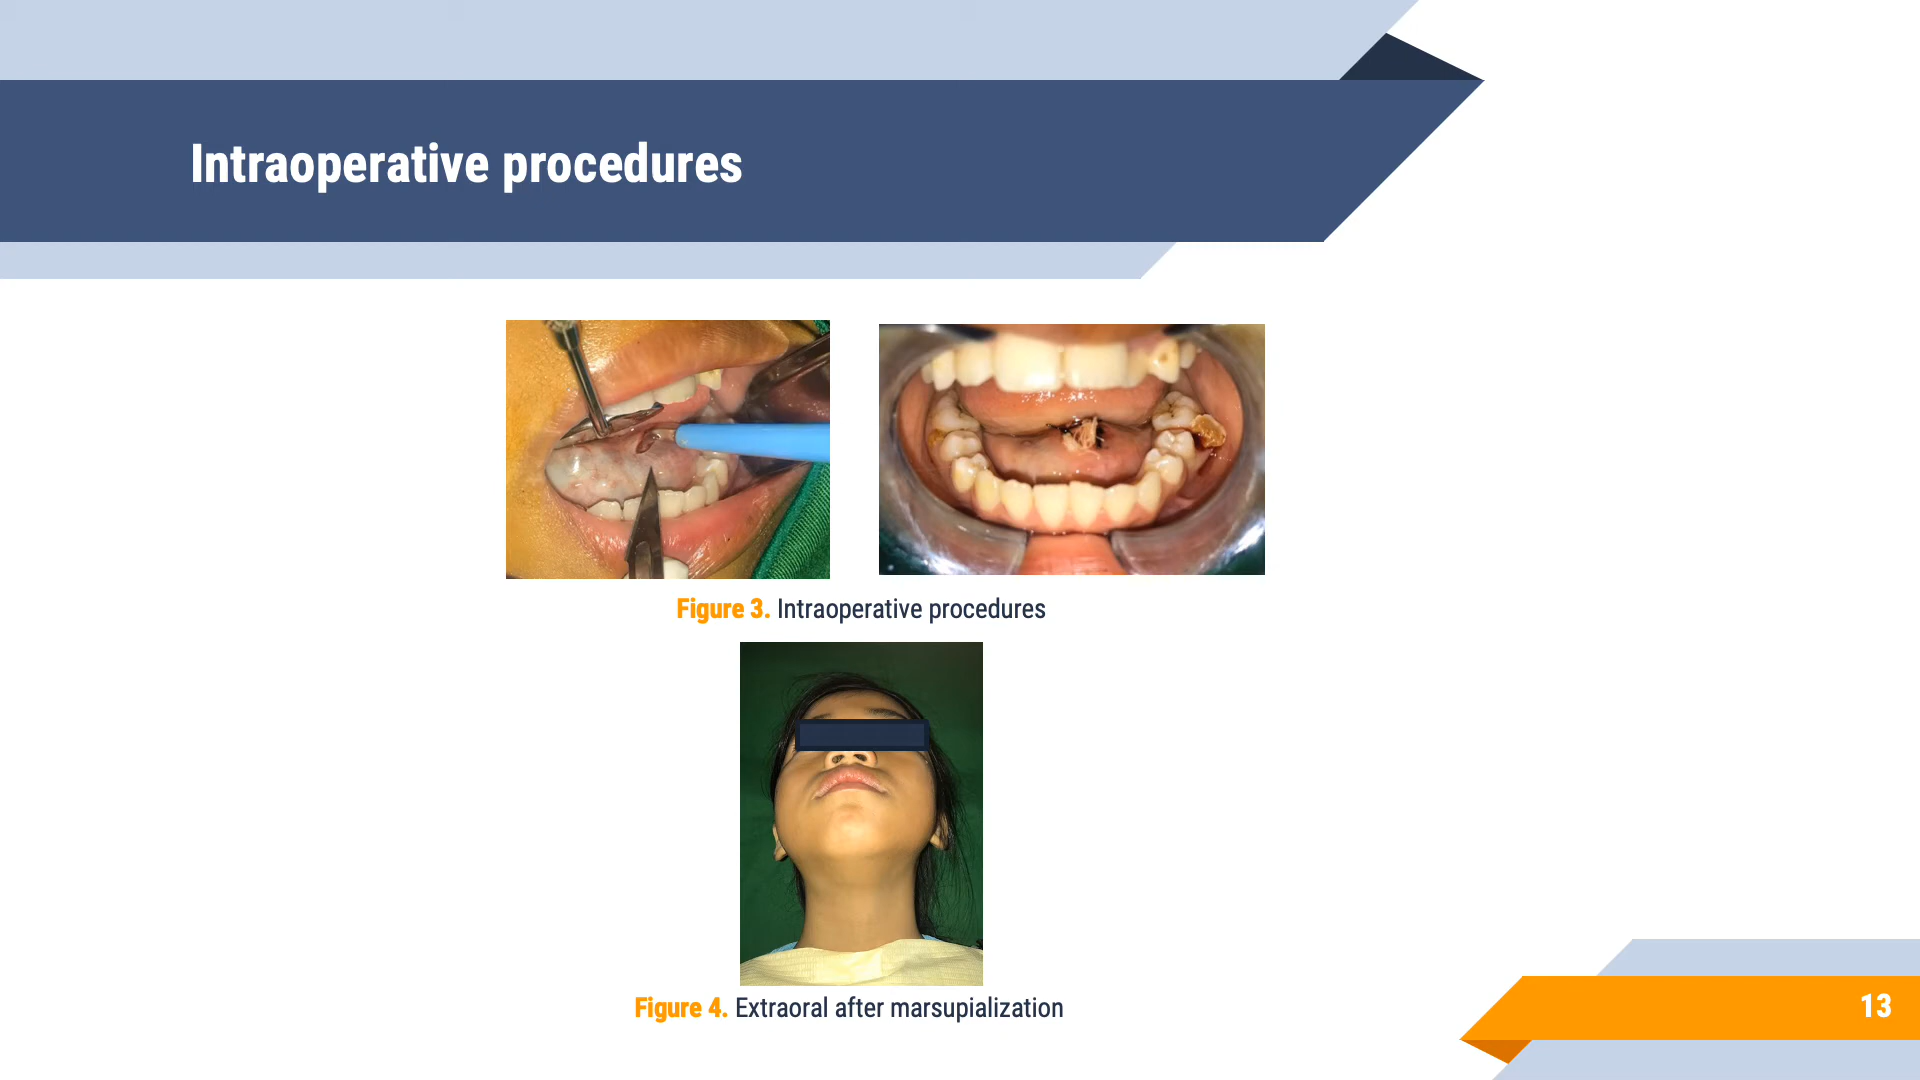 Intraoperative procedures
Figure 3. Intraoperative procedures
Figure 4. Extraoral after marsupialization
13